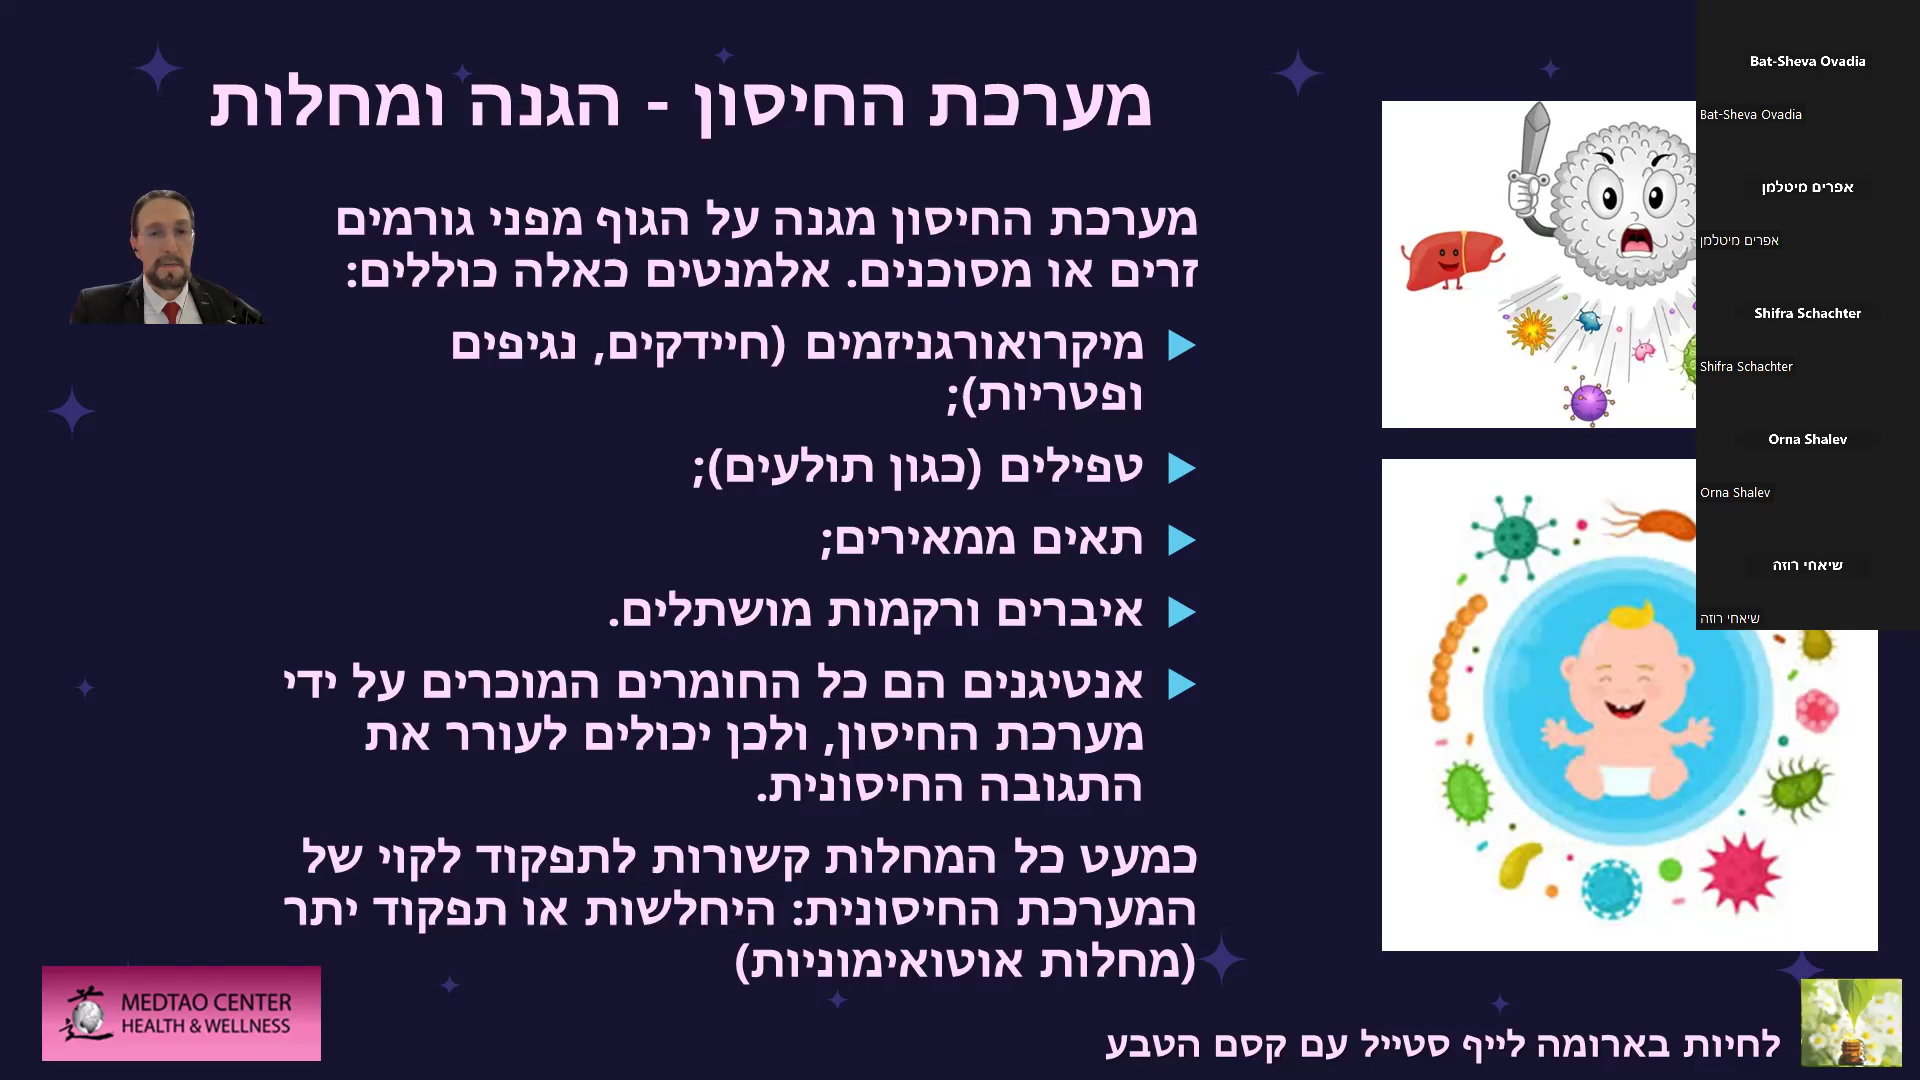 מערכת החיסון - הגנה ומחלות
מערכת החיסון מגנה על הגוף מפני גורמים
זרים או מסוכנים. אלמנטים כאלה כוללים:
מיקרואורגניזמים (חיידקים, נגיפים
ופטריות);
טפילים (כגון תולעים);
תאים ממאירים;
איברים ורקמות מושתלים.
אנטיגנים הם כל החומרים המוכרים על ידי
מערכת החיסון, ולכן יכולים לעורר את
התגובה החיסונית.
כמעט כל המחלות קשורות לתפקוד לקוי של
המערכת החיסונית: היחלשות או תפקוד יתר
(מחלות אוטואימוניות)
לחיות בארומה לייף סטייל עם קסם הטבע
MEDTAO CENTER
HEALTH & WELLNESS
Bat-Sheva Ovadia
Bat-Sheva Ovadia
אפרים מיטלמן
אפרים מיטלמן
Shifra Schachter
Shifra Schachter
Orna Shalev
Orna Shalev
שיאחי רוזה
שיאחי רוזה